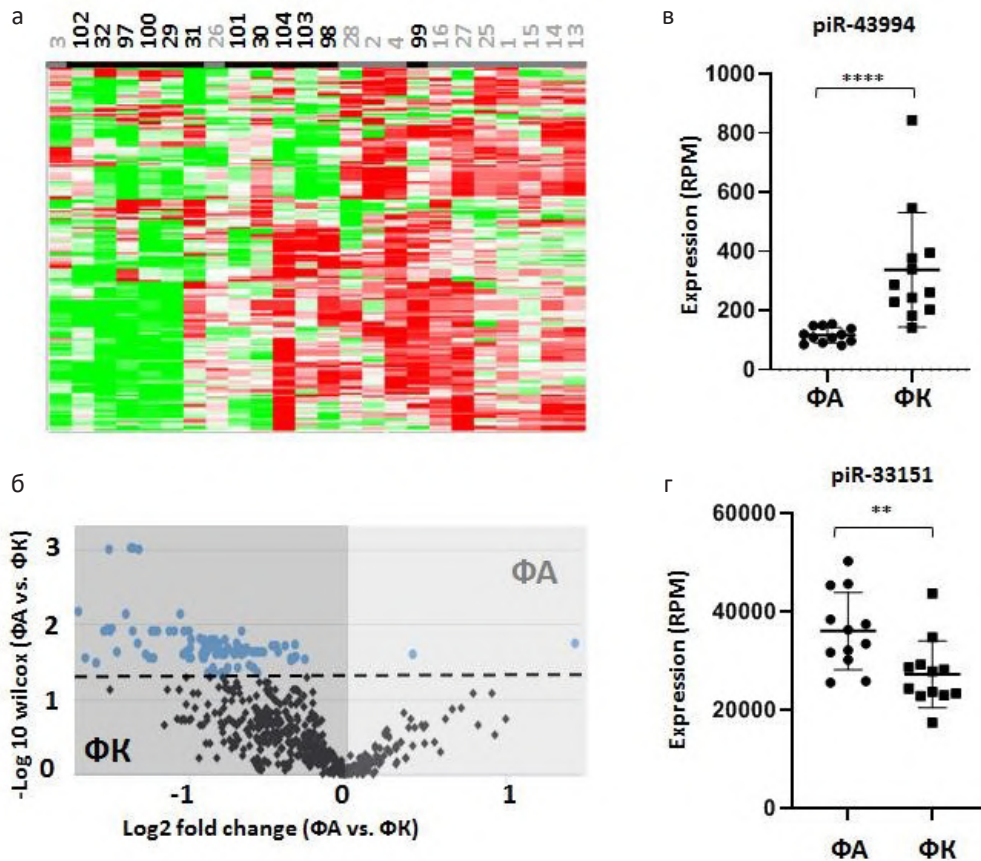 а
3 102 32 97 100 29 31 26 101 30 104 103 98 28 2 4 99 16 27 25 1 15 14 13
в
piR-43994
****
Expression (RPM)
1000
800
600
400
200
0
ФА ФК
б
-Log 10 wilcox (ФА vs. ФК)
3
2
1
0
ФА
ФК
-1 0 1
Log2 fold change (ФА vs. ФК)
г
piR-33151
**
Expression (RPM)
60000
40000
20000
0
ФА ФК